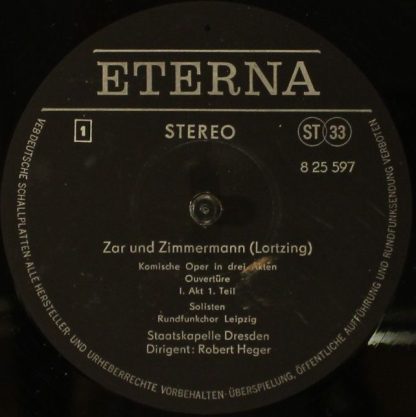 ETERNA
1
STEREO
ST 33
8 25 597
Zar und Zimmermann (Lortzing)
Komische Oper in drei Akten
Ouvertüre
I. Akt 1. Teil
Solisten
Rundfunkchor Leipzig
Staatskapelle Dresden
Dirigent: Robert Heger
VEB DEUTSCHE SCHALLPLATTEN ALLE HERSTELLER- UND URHEBERRECHTE VORBEHALTEN · ÜBERSPIELUNG, ÖFFENTLICHE AUFFÜHRUNG UND RUNDFUNKSENDUNG VERBOTEN